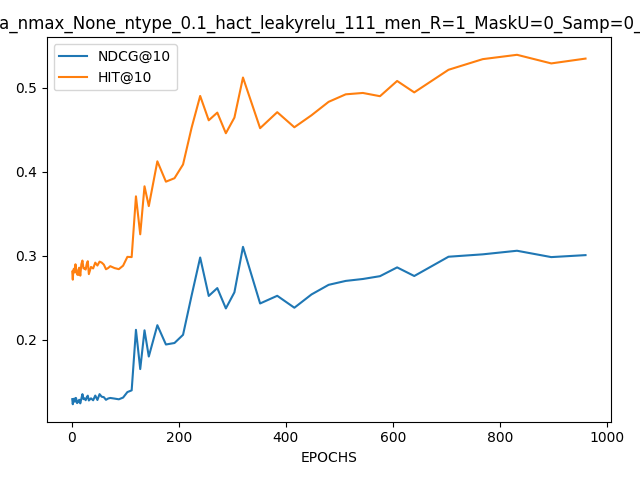 a_nmax_None_ntype_0.1_hact_leakyrelu_111_men_R=1_MaskU=0_Samp=0_
NDCG@10
HIT@10
0.5
0.4
0.3
0.2
0 200 400 600 800 1000
EPOCHS